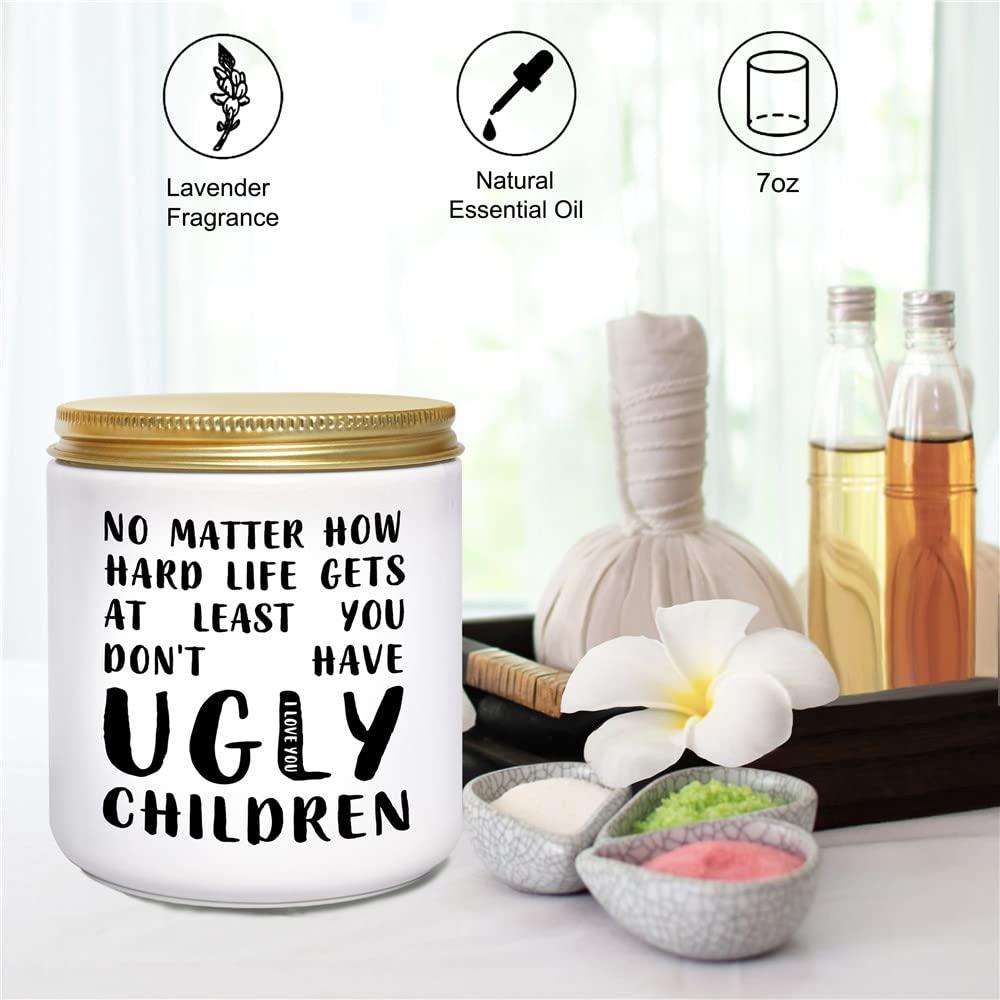 Lavender
Fragrance
Natural
Essential Oil
7oz
NO MATTER HOW
HARD LIFE GETS
AT LEAST YOU
DON'T HAVE
UGLY
I LOVE YOU
CHILDREN